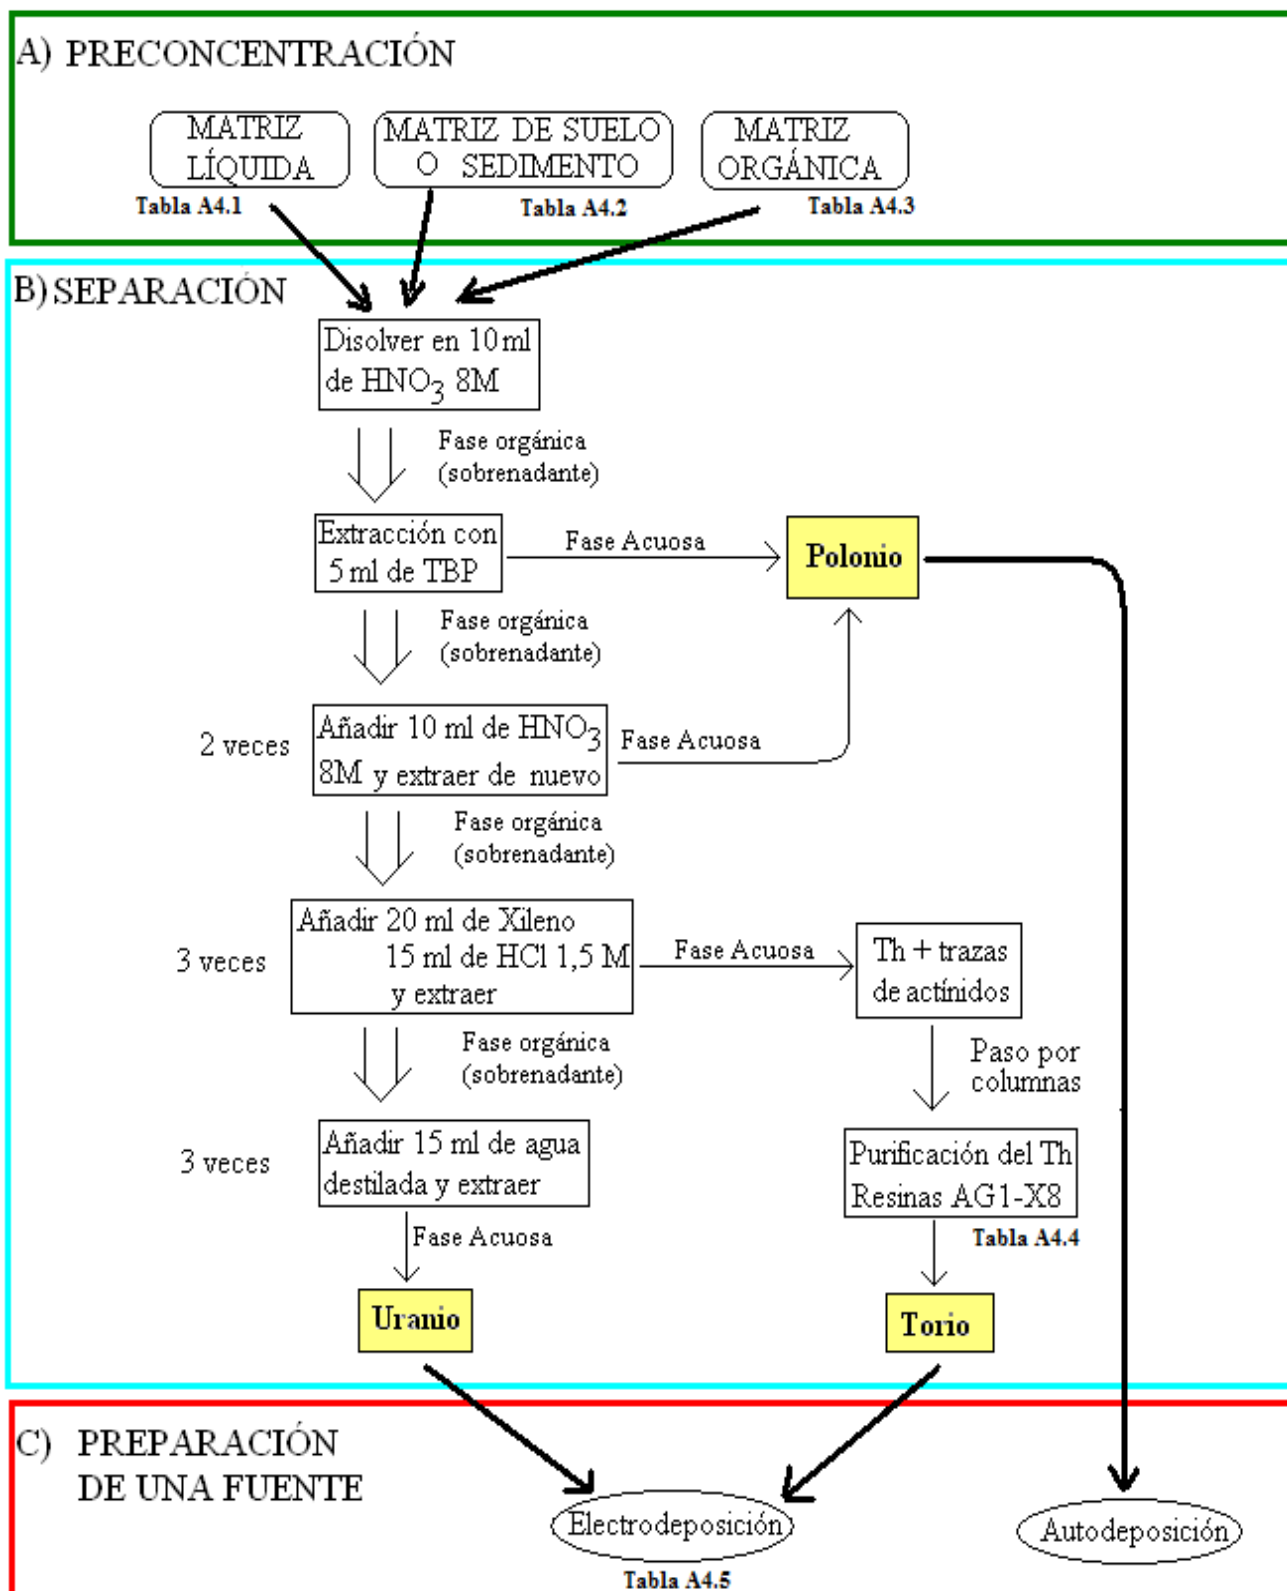 A) PRECONCENTRACIÓN
MATRIZ
LÍQUIDA
Tabla A4.1
MATRIZ DE SUELO
O SEDIMENTO
Tabla A4.2
MATRIZ
ORGÁNICA
Tabla A4.3
B) SEPARACIÓN
Disolver en 10 ml
de HNO3 8M
Fase orgánica
(sobrenadante)
Extracción con
5 ml de TBP
Fase Acuosa
Polonio
Fase orgánica
(sobrenadante)
2 veces
Añadir 10 ml de HNO3
8M y extraer de nuevo
Fase Acuosa
Fase orgánica
(sobrenadante)
3 veces
Añadir 20 ml de Xileno
15 ml de HCl 1,5 M
y extraer
Fase Acuosa
Th + trazas
de actínidos
Fase orgánica
(sobrenadante)
Paso por
columnas
3 veces
Añadir 15 ml de agua
destilada y extraer
Purificación del Th
Resinas AG1-X8
Tabla A4.4
Fase Acuosa
Uranio
Torio
C) PREPARACIÓN
DE UNA FUENTE
Electrodeposición
Tabla A4.5
Autodeposición